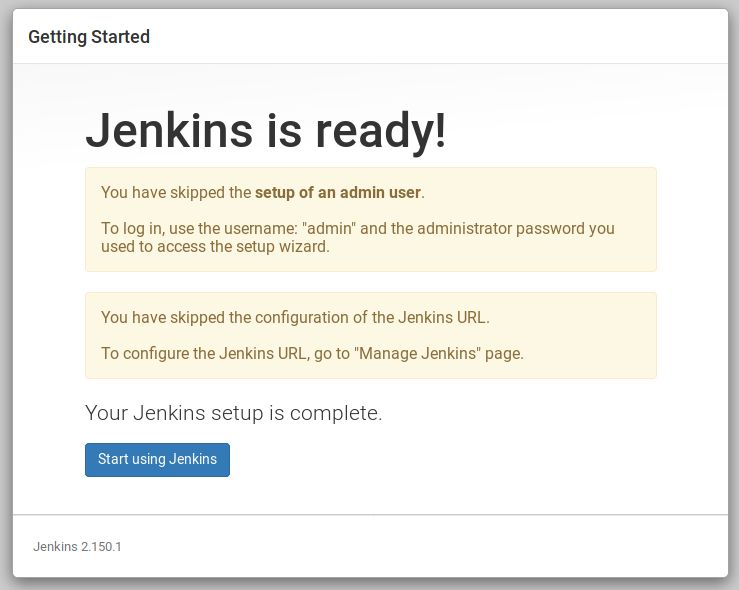 Getting Started
Jenkins is ready!
You have skipped the setup of an admin user.
To log in, use the username: "admin" and the administrator password you
used to access the setup wizard.
You have skipped the configuration of the Jenkins URL.
To configure the Jenkins URL, go to "Manage Jenkins" page.
Your Jenkins setup is complete.
Start using Jenkins
Jenkins 2.150.1